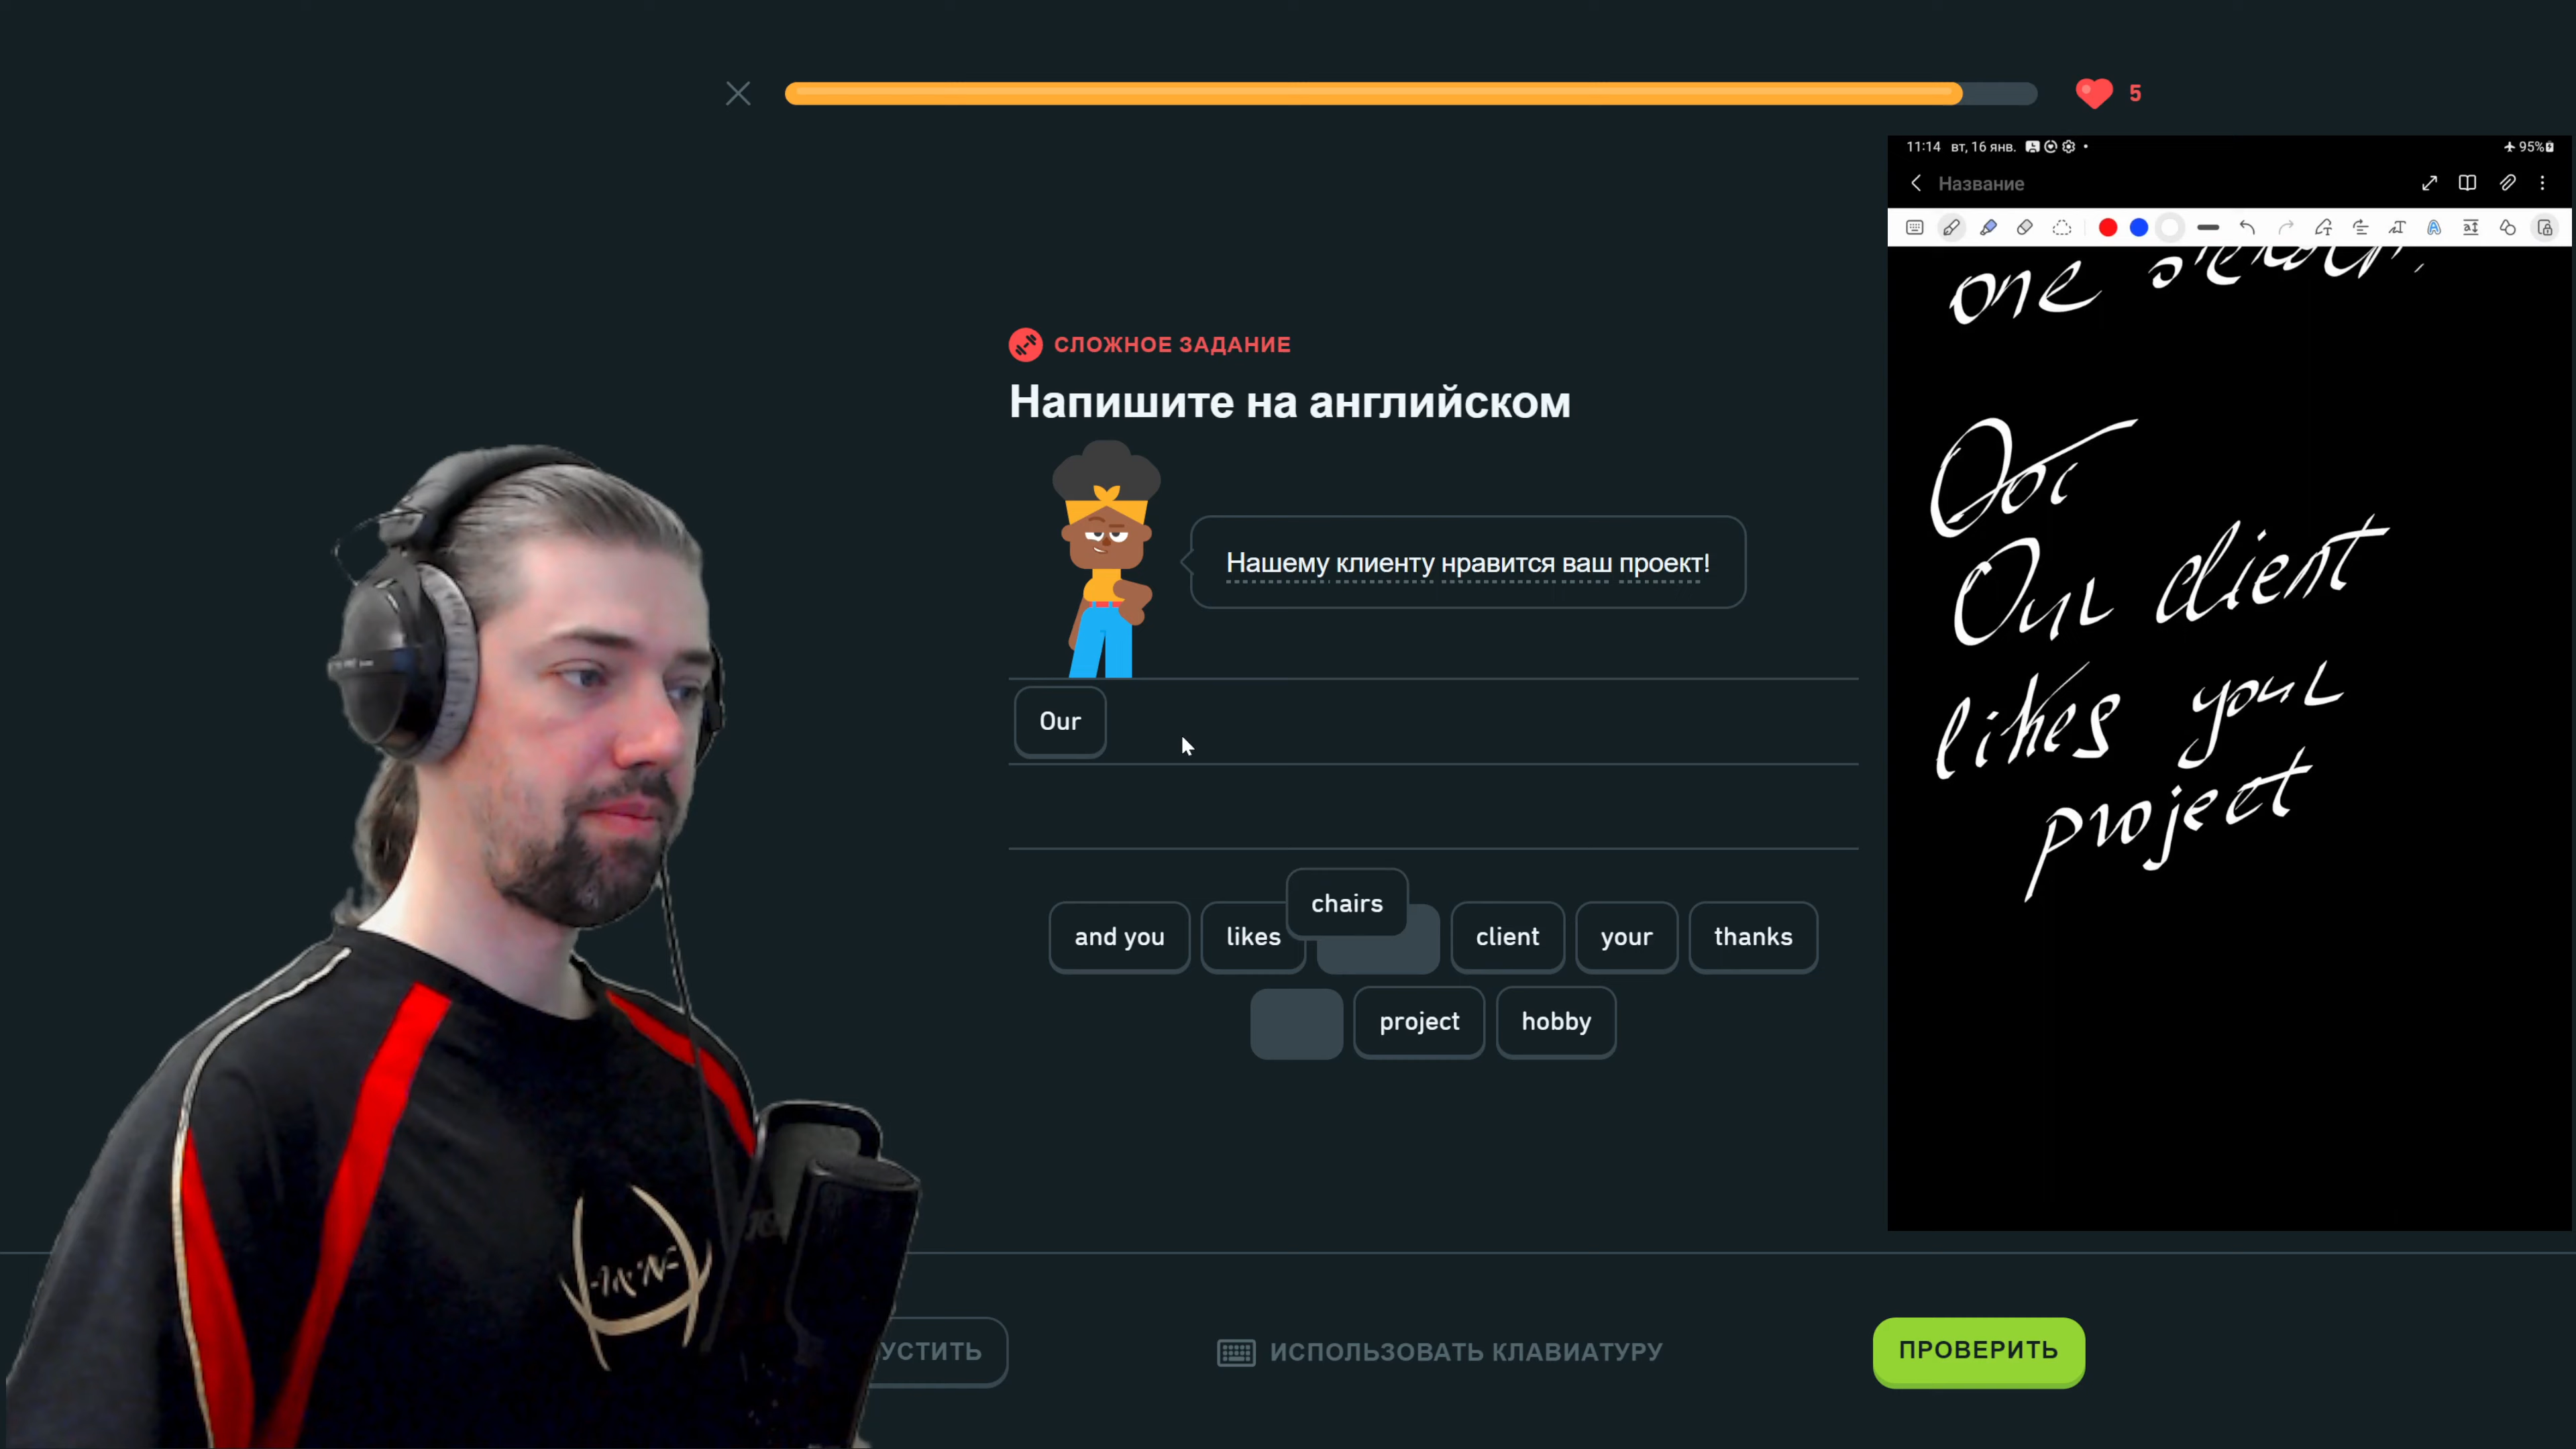 5
11:14 вт, 16 янв. 95%
Название
one
СЛОЖНОЕ ЗАДАНИЕ
Напишите на английском
Нашему клиенту нравится ваш проект!
Our
chairs
and you likes client your thanks
project hobby
Our client
likes your
project
УСТИТЬ
ИСПОЛЬЗОВАТЬ КЛАВИАТУРУ
ПРОВЕРИТЬ